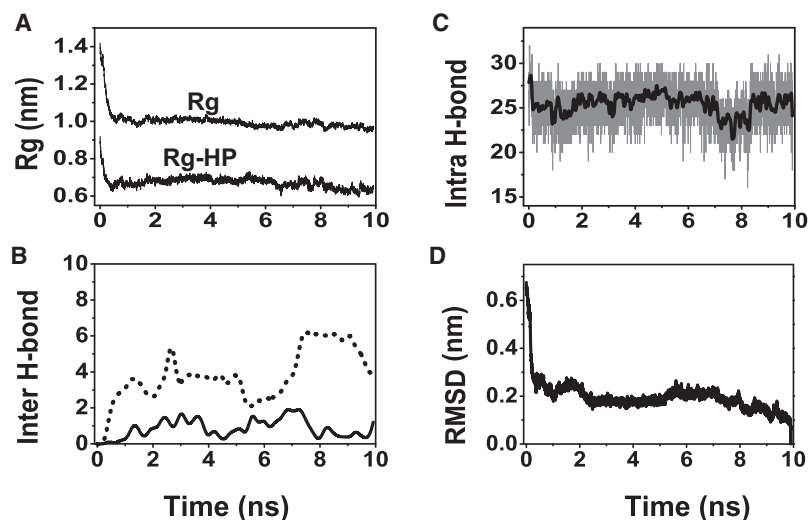 A
Rg (nm)
1.4
1.2
1.0
0.8
0.6
Rg
Rg-HP
0 2 4 6 8 10
B
Inter H-bond
10
8
6
4
2
0
0 2 4 6 8 10
Time (ns)
C
Intra H-bond
30
25
20
15
0 2 4 6 8 10
D
RMSD (nm)
0.6
0.4
0.2
0.0
0 2 4 6 8 10
Time (ns)